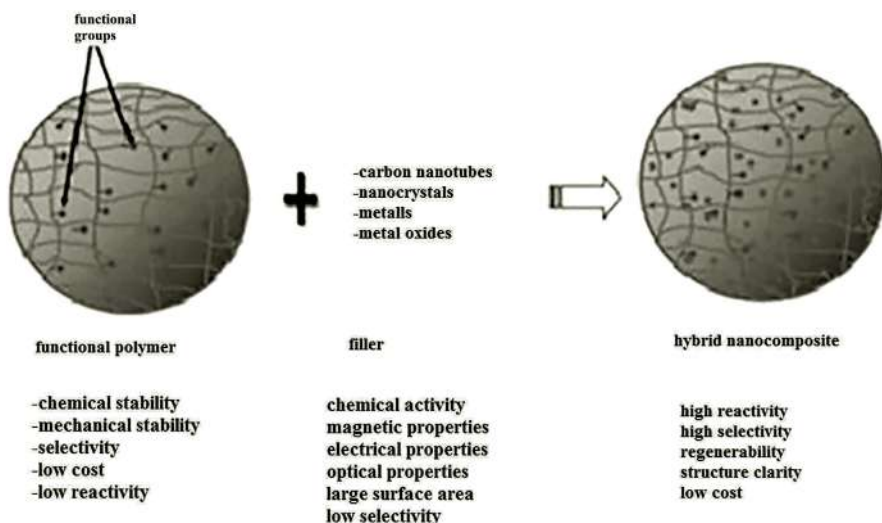 functional
groups
-carbon nanotubes
-nanocrystals
-metalls
-metal oxides
functional polymer
filler
hybrid nanocomposite
-chemical stability
-mechanical stability
-selectivity
-low cost
-low reactivity
chemical activity
magnetic properties
electrical properties
optical properties
large surface area
low selectivity
high reactivity
high selectivity
regenerability
structure clarity
low cost